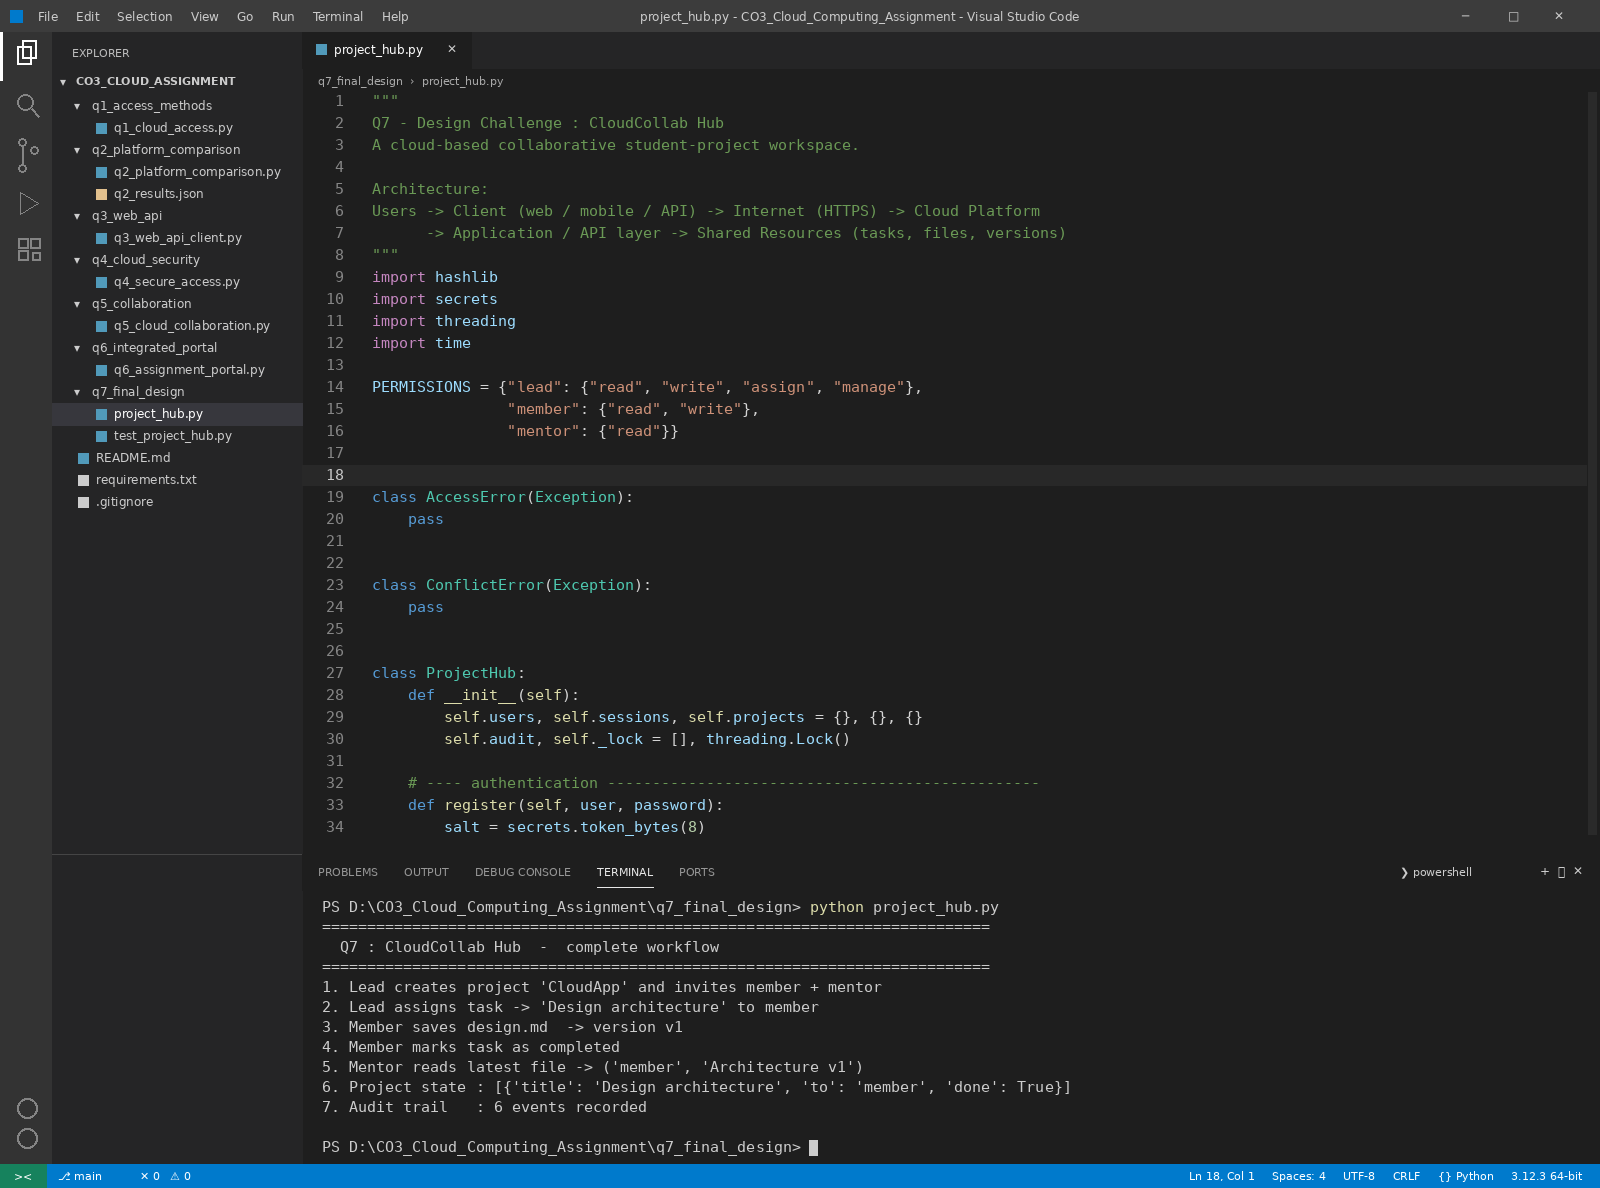 File Edit Selection View Go Run Terminal Help
project_hub.py - CO3_Cloud_Computing_Assignment - Visual Studio Code
EXPLORER
CO3_CLOUD_ASSIGNMENT
q1_access_methods
q1_cloud_access.py
q2_platform_comparison
q2_platform_comparison.py
q2_results.json
q3_web_api
q3_web_api_client.py
q4_cloud_security
q4_secure_access.py
q5_collaboration
q5_cloud_collaboration.py
q6_integrated_portal
q6_assignment_portal.py
q7_final_design
project_hub.py
test_project_hub.py
README.md
requirements.txt
.gitignore
project_hub.py
q7_final_design › project_hub.py
1 """
2 Q7 - Design Challenge : CloudCollab Hub
3 A cloud-based collaborative student-project workspace.
4
5 Architecture:
6 Users -> Client (web / mobile / API) -> Internet (HTTPS) -> Cloud Platform
7       -> Application / API layer -> Shared Resources (tasks, files, versions)
8 """
9 import hashlib
10 import secrets
11 import threading
12 import time
13
14 PERMISSIONS = {"lead": {"read", "write", "assign", "manage"},
15                "member": {"read", "write"},
16                "mentor": {"read"}}
17
18
19 class AccessError(Exception):
20     pass
21
22
23 class ConflictError(Exception):
24     pass
25
26
27 class ProjectHub:
28     def __init__(self):
29         self.users, self.sessions, self.projects = {}, {}, {}
30         self.audit, self._lock = [], threading.Lock()
31
32     # ---- authentication ------------------------------------------------
33     def register(self, user, password):
34         salt = secrets.token_bytes(8)
PROBLEMS OUTPUT DEBUG CONSOLE TERMINAL PORTS
❯ powershell
PS D:\CO3_Cloud_Computing_Assignment\q7_final_design> python project_hub.py
==========================================================================
  Q7 : CloudCollab Hub  -  complete workflow
==========================================================================
1. Lead creates project 'CloudApp' and invites member + mentor
2. Lead assigns task -> 'Design architecture' to member
3. Member saves design.md  -> version v1
4. Member marks task as completed
5. Mentor reads latest file -> ('member', 'Architecture v1')
6. Project state : [{'title': 'Design architecture', 'to': 'member', 'done': True}]
7. Audit trail   : 6 events recorded
PS D:\CO3_Cloud_Computing_Assignment\q7_final_design>
>< main ✕ 0 ⚠ 0 Ln 18, Col 1 Spaces: 4 UTF-8 CRLF {} Python 3.12.3 64-bit